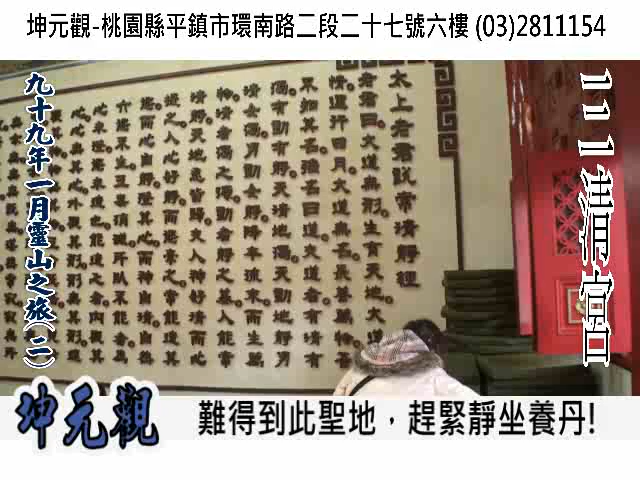 坤元觀-桃園縣平鎮市環南路二段二十七號六樓 (03)2811154
三清宮
太上老君說常清靜經
老君曰。大道無形。生育天地。大道
情。運行日月。大道無名。長養萬物。吾
不知其名。強名曰道。夫道者。有清有
濁。有動有靜。天清地濁。天動地靜。男
清女濁。男動女靜。降本流末。而生萬
物。清者濁之源。動者靜之基。人能常
清靜。天地悉皆歸。夫人神好清。而心
擾之。人心好靜。而慾牽之。常能遣其
慾。而心自靜。澄其心。而神自清。自然
六慾不生。三毒消滅。所以不能者。為
心未澄。慾未遣也。能遣之者。內觀其
心。心無其心。外觀其形。形無其形。遠
九十九年一月靈山之旅(二)
坤元觀
難得到此聖地，趕緊靜坐養丹!